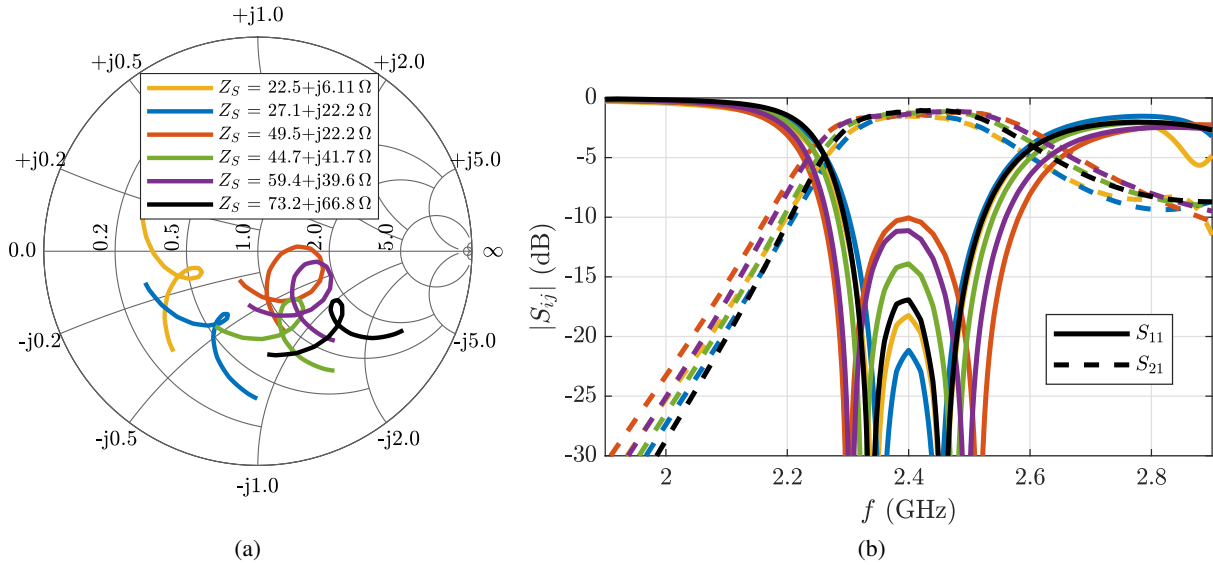 +j1.0
+j0.5
+j2.0
Z_S = 22.5+j6.11 Ω
Z_S = 27.1+j22.2 Ω
Z_S = 49.5+j22.2 Ω
Z_S = 44.7+j41.7 Ω
Z_S = 59.4+j39.6 Ω
Z_S = 73.2+j66.8 Ω
+j0.2
+j5.0
0.0
0.2
0.5
1.0
2.0
5.0
∞
-j0.2
-j5.0
-j0.5
-j2.0
-j1.0
(a)
|S_ij| (dB)
0
-5
-10
-15
-20
-25
-30
S_11
S_21
2
2.2
2.4
2.6
2.8
f (GHz)
(b)